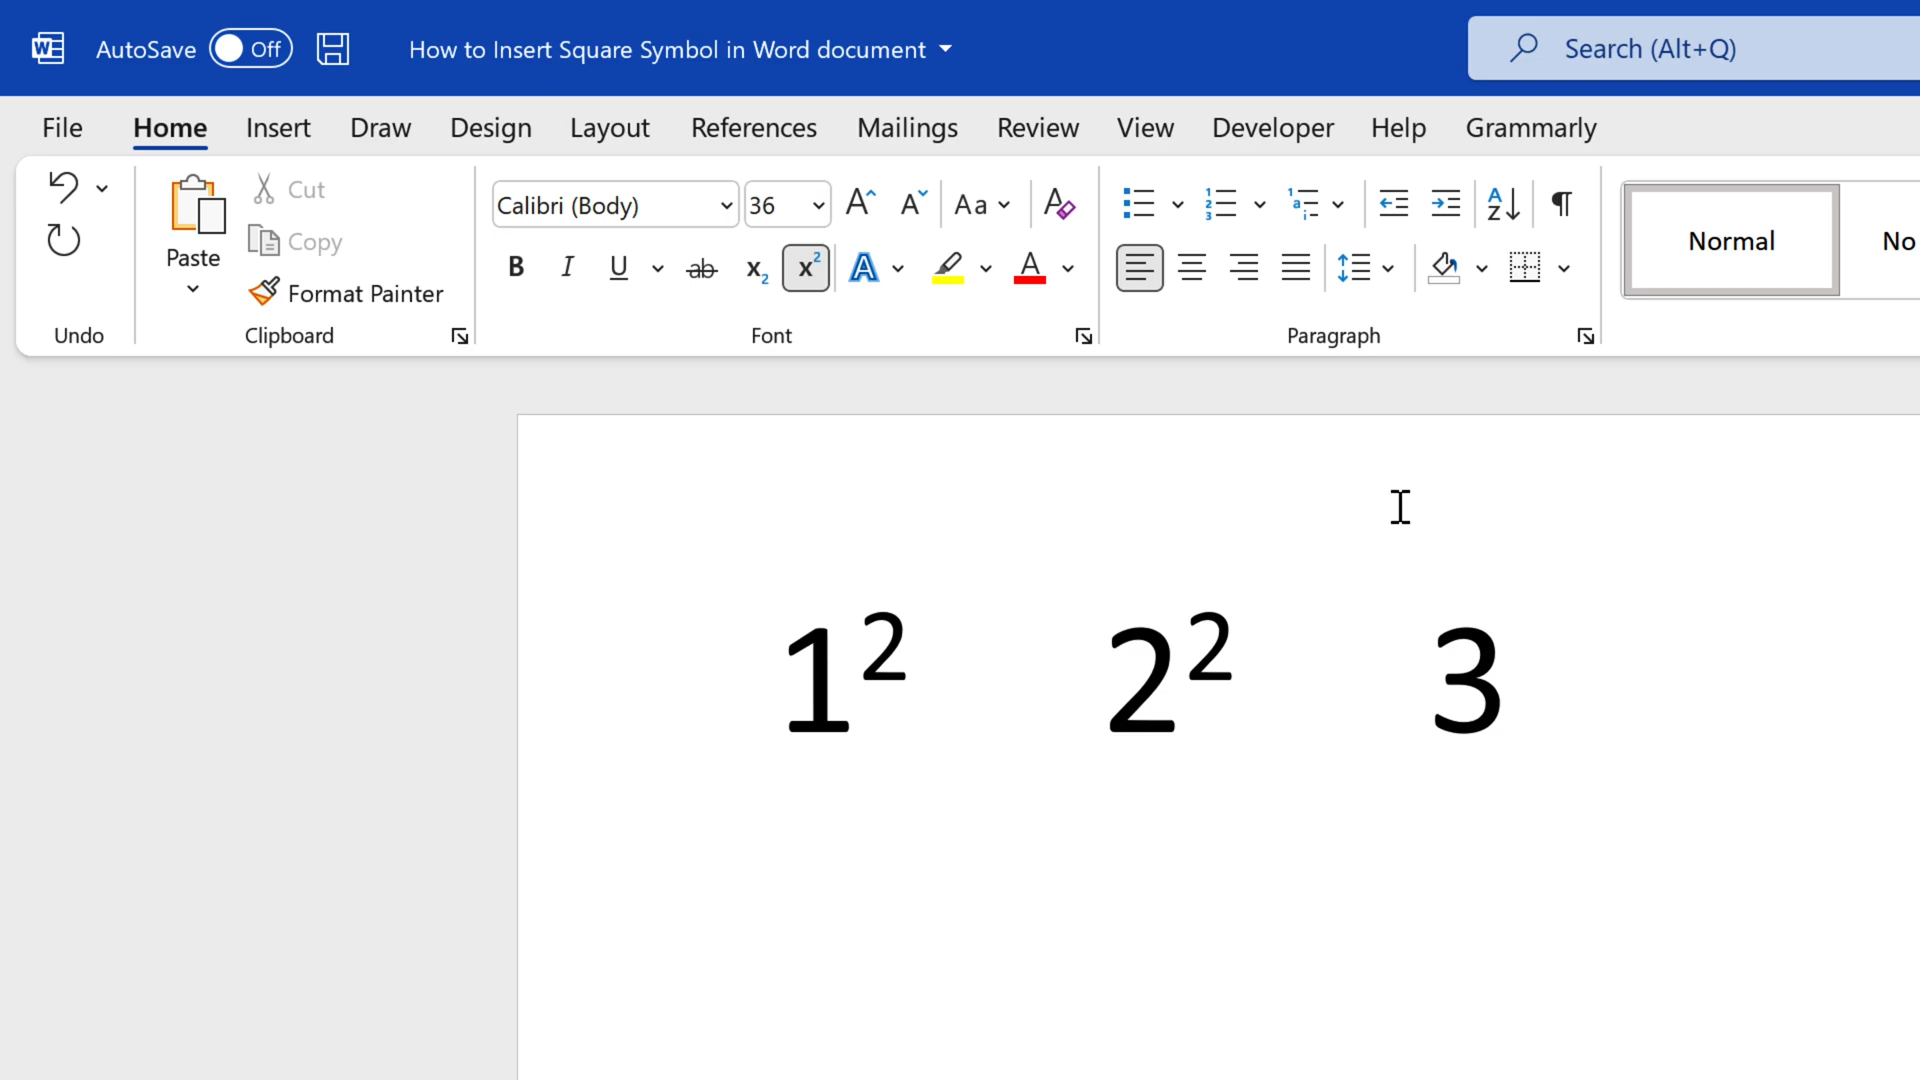 AutoSave Off How to Insert Square Symbol in Word document Search (Alt+Q)
File Home Insert Draw Design Layout References Mailings Review View Developer Help Grammarly
Cut
Calibri (Body) 36 Aa
Paste
Copy
B I U ab x₂ x² A A
Normal No
Format Painter
Undo Clipboard Font Paragraph
1² 2² 3